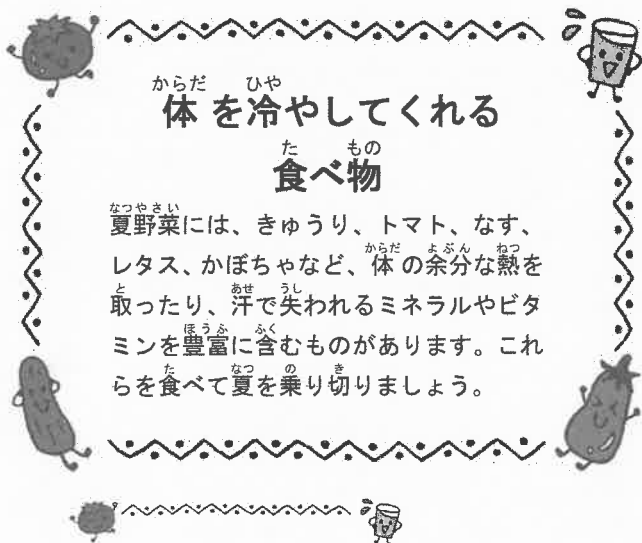 体を冷やしてくれる
食べ物
夏野菜には、きゅうり、トマト、なす、
レタス、かぼちゃなど、体の余分な熱を
取ったり、汗で失われるミネラルやビタ
ミンを豊富に含むものがあります。これ
らを食べて夏を乗り切りましょう。